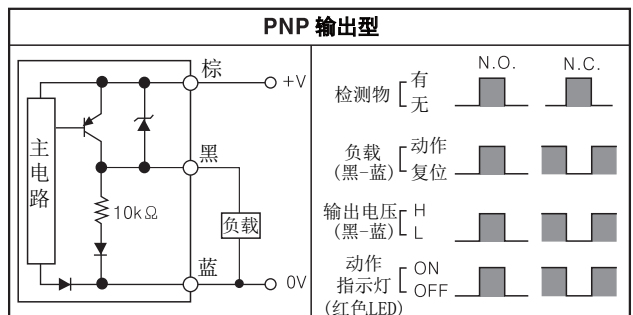 PNP 输出型
棕
+V
主电路
黑
10kΩ
负载
蓝
0V
N.O. N.C.
检测物 有 无
负载 (黑-蓝) 动作 复位
输出电压 (黑-蓝) H L
动作指示灯 (红色LED) ON OFF